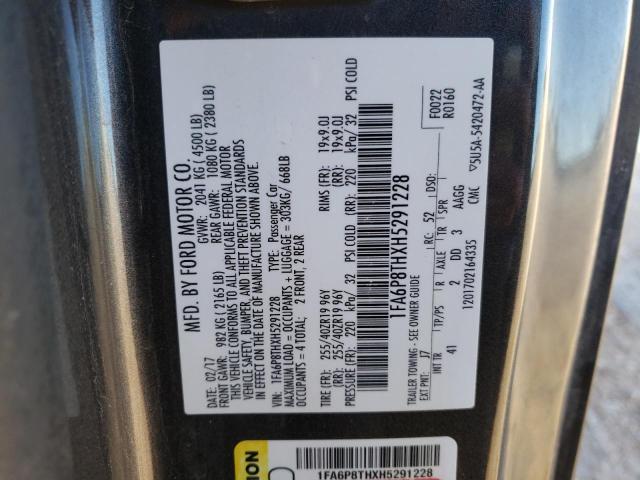 MFD. BY FORD MOTOR CO.
DATE: 02/17 GVWR: 2041 KG ( 4500 LB)
FRONT GAWR: 982 KG ( 2165 LB) REAR GAWR: 1080 KG ( 2380 LB)
THIS VEHICLE CONFORMS TO ALL APPLICABLE FEDERAL MOTOR
VEHICLE SAFETY, BUMPER, AND THEFT PREVENTION STANDARDS
IN EFFECT ON THE DATE OF MANUFACTURE SHOWN ABOVE.
VIN: 1FA6P8THXH5291228 TYPE: Passenger Car
MAXIMUM LOAD = OCCUPANTS + LUGGAGE = 303KG/ 668LB
OCCUPANTS = 4 TOTAL; 2 FRONT, 2 REAR
TIRE (FR): 255/40ZR19 96Y RIMS (FR): 19x9.0J
(RR): 255/40ZR19 96Y (RR): 19x9.0J
PRESSURE (FR): 220 kPa/ 32 PSI COLD (RR): 220 kPa/ 32 PSI COLD
1FA6P8THXH5291228
F0022
R0160
TRAILER TOWING - SEE OWNER GUIDE
EXT PNT: J7 RC: 52 DSO:
INT TR TP/PS R AXLE TR SPR
41 2 DD 3 AAGG
1201702164335 CMC ▽5U5A-5420472-AA
1FA6P8THXH5291228